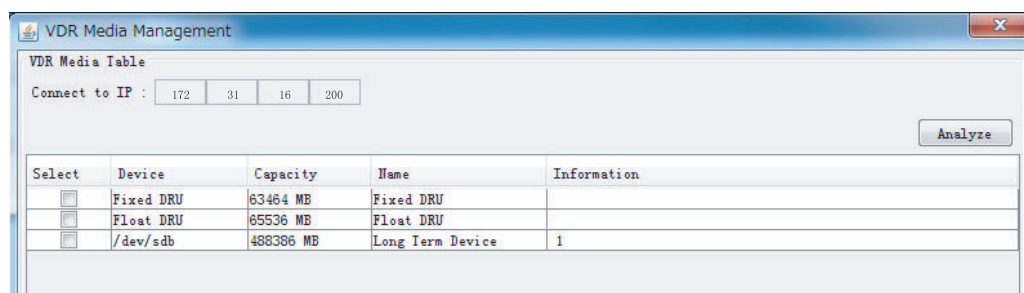 VDR Media Management
VDR Media Table
Connect to IP : 172 31 16 200
Analyze
Select Device Capacity Name Information
Fixed DRU 63464 MB Fixed DRU
Float DRU 65536 MB Float DRU
/dev/sdb 488386 MB Long Term Device 1